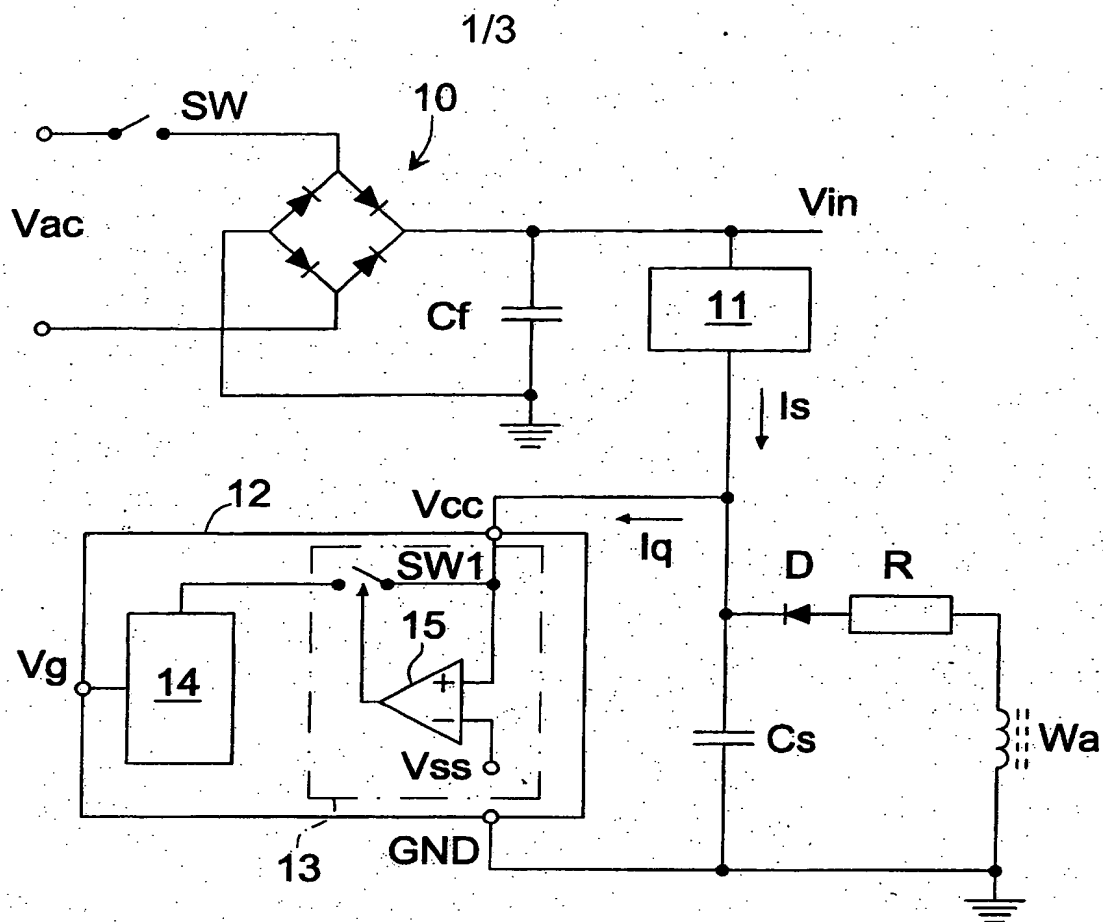 1/3
SW
10
Vac
Vin
Cf
11
Is
12
Vcc
Iq
SW1
D
R
15
Vg
14
+
−
Vss
Cs
Wa
13
GND